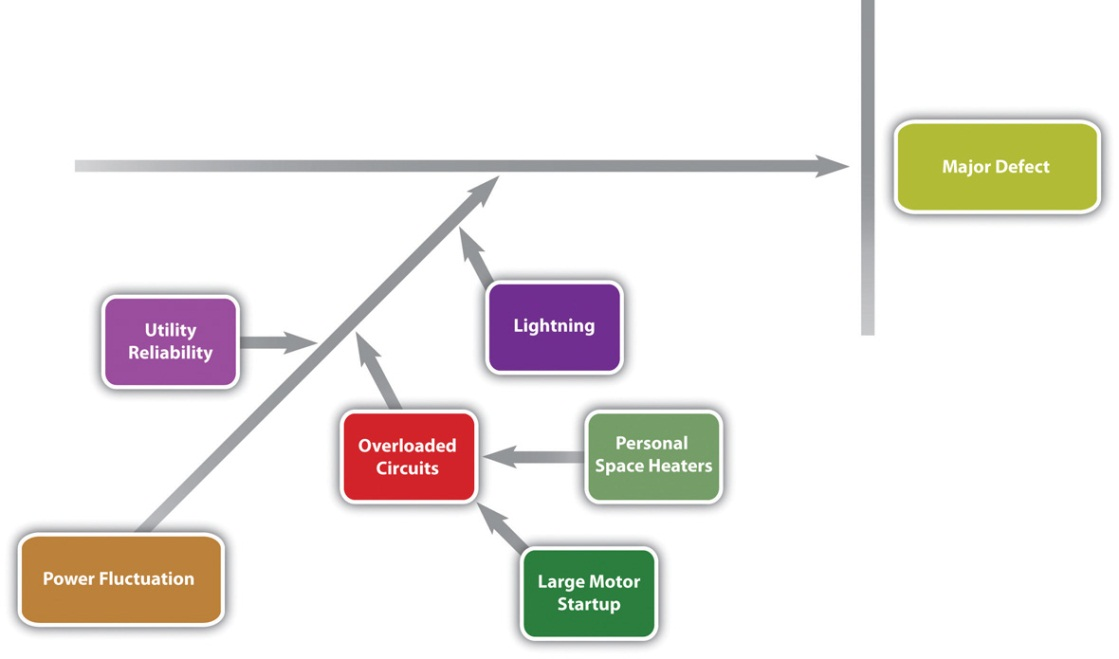 Major Defect
Utility
Reliability
Lightning
Overloaded
Circuits
Personal
Space Heaters
Power Fluctuation
Large Motor
Startup